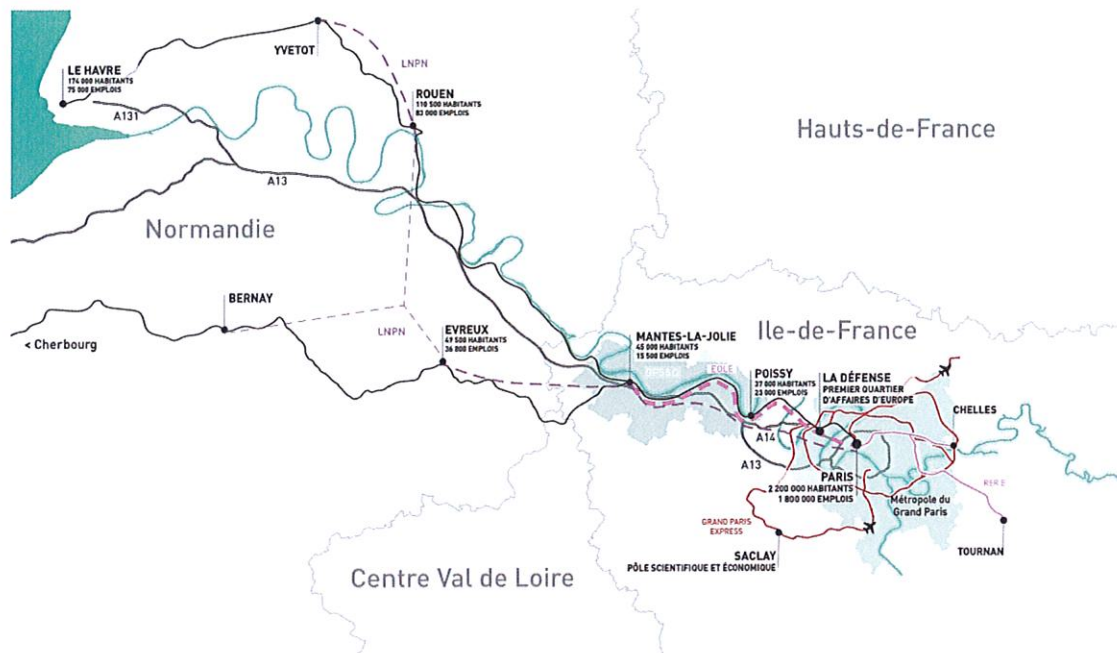 YVETOT
LNPN
LE HAVRE
174 000 HABITANTS
75 000 EMPLOIS
ROUEN
110 500 HABITANTS
83 000 EMPLOIS
A131
Hauts-de-France
A13
Normandie
BERNAY
< Cherbourg
LNPN
EVREUX
49 500 HABITANTS
36 800 EMPLOIS
MANTES-LA-JOLIE
45 000 HABITANTS
15 500 EMPLOIS
Ile-de-France
EOLE
POISSY
37 000 HABITANTS
23 000 EMPLOIS
LA DÉFENSE
PREMIER QUARTIER
D'AFFAIRES D'EUROPE
CHELLES
A14
A13
PARIS
2 200 000 HABITANTS
1 800 000 EMPLOIS
Métropole du
Grand Paris
RER E
GRAND PARIS
EXPRESS
SACLAY
PÔLE SCIENTIFIQUE ET ÉCONOMIQUE
TOURNAN
Centre Val de Loire